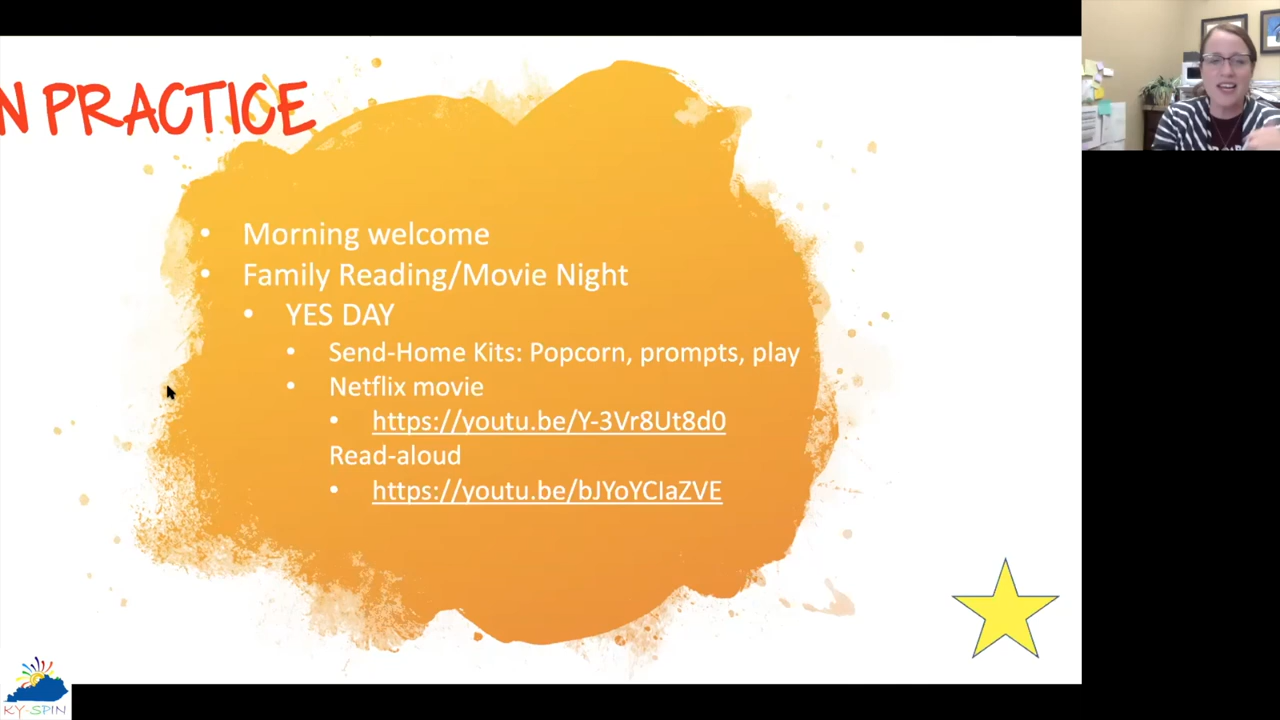 N PRACTICE
• Morning welcome
• Family Reading/Movie Night
• YES DAY
• Send-Home Kits: Popcorn, prompts, play
• Netflix movie
• https://youtu.be/Y-3Vr8Ut8d0
Read-aloud
• https://youtu.be/bJYoYCIaZVE
KY-SPIN